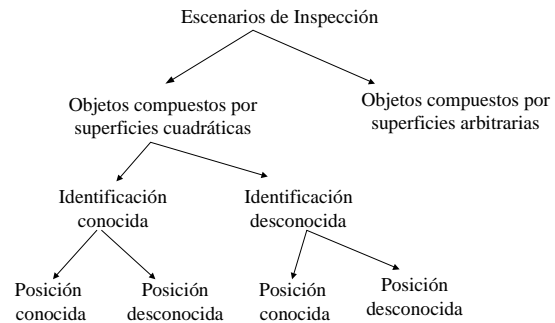 Escenarios de Inspección
Objetos compuestos por
superficies cuadráticas
Objetos compuestos por
superficies arbitrarias
Identificación
conocida
Identificación
desconocida
Posición
conocida
Posición
desconocida
Posición
conocida
Posición
desconocida